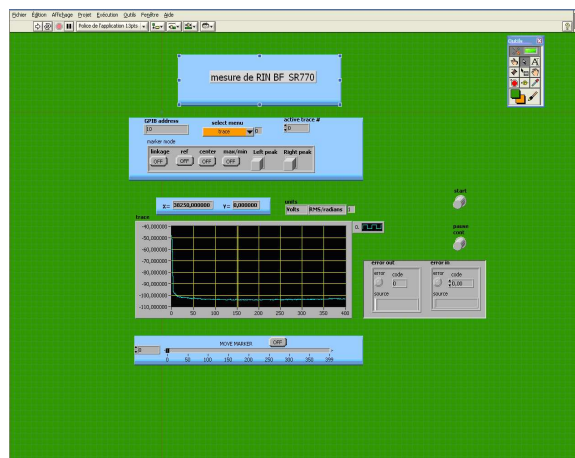 Fichier Édition Affichage Projet Exécution Outils Fenêtre Aide
Police de l'application 13pts
Outils
mesure de RIN BF SR770
GPIB address
10
select menu
trace
0
active trace #
0
marker mode
linkage ref center max/min Left peak Right peak
OFF OFF OFF OFF
start
X= 38250,000000 Y= 0,000000
units
Volts RMS/radians
trace
pause
cont
-40,000000
-50,000000
-60,000000
-70,000000
-80,000000
-90,000000
-100,000000
-110,000000
0 50 100 150 200 250 300 350 400
error out
error in
error code
0
source
error code
0,00
source
MOVE MARKER OFF
0
0 50 100 150 200 250 300 350 399